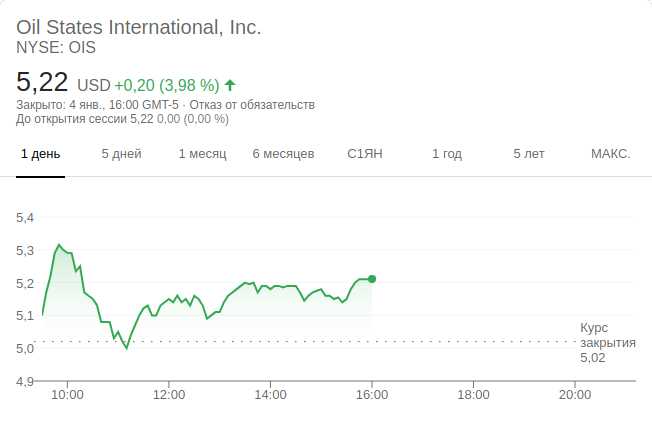 Oil States International, Inc.
NYSE: OIS
5,22 USD +0,20 (3,98 %)
Закрыто: 4 янв., 16:00 GMT-5 · Отказ от обязательств
До открытия сессии 5,22 0,00 (0,00 %)
1 день 5 дней 1 месяц 6 месяцев С1ЯН 1 год 5 лет МАКС.
5,4
5,3
5,2
5,1
5,0
4,9
Курс
закрытия
5,02
10:00 12:00 14:00 16:00 18:00 20:00